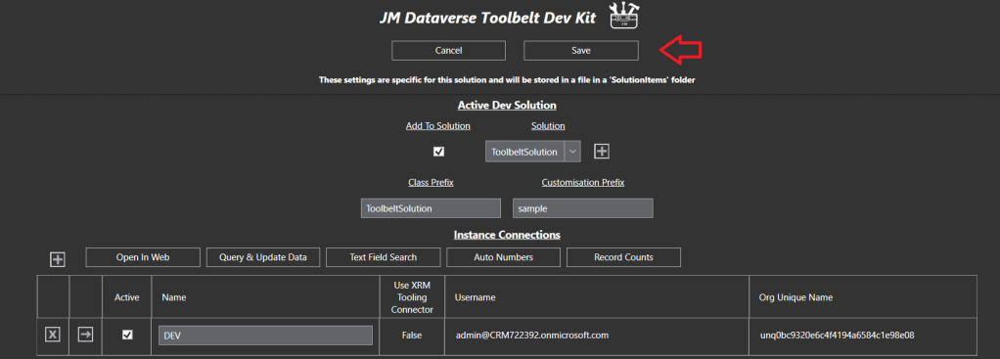 JM Dataverse Toolbelt Dev Kit
JM
Cancel Save
These settings are specific for this solution and will be stored in a file in a 'SolutionItems' folder
Active Dev Solution
Add To Solution Solution
ToolbeltSolution
Class Prefix Customisation Prefix
ToolbeltSolution sample
Instance Connections
Open In Web Query & Update Data Text Field Search Auto Numbers Record Counts
Active Name Use XRM Tooling Connector Username Org Unique Name
X DEV False admin@CRM722392.onmicrosoft.com unq0bc9320e6c4f4194a6584c1e98e08